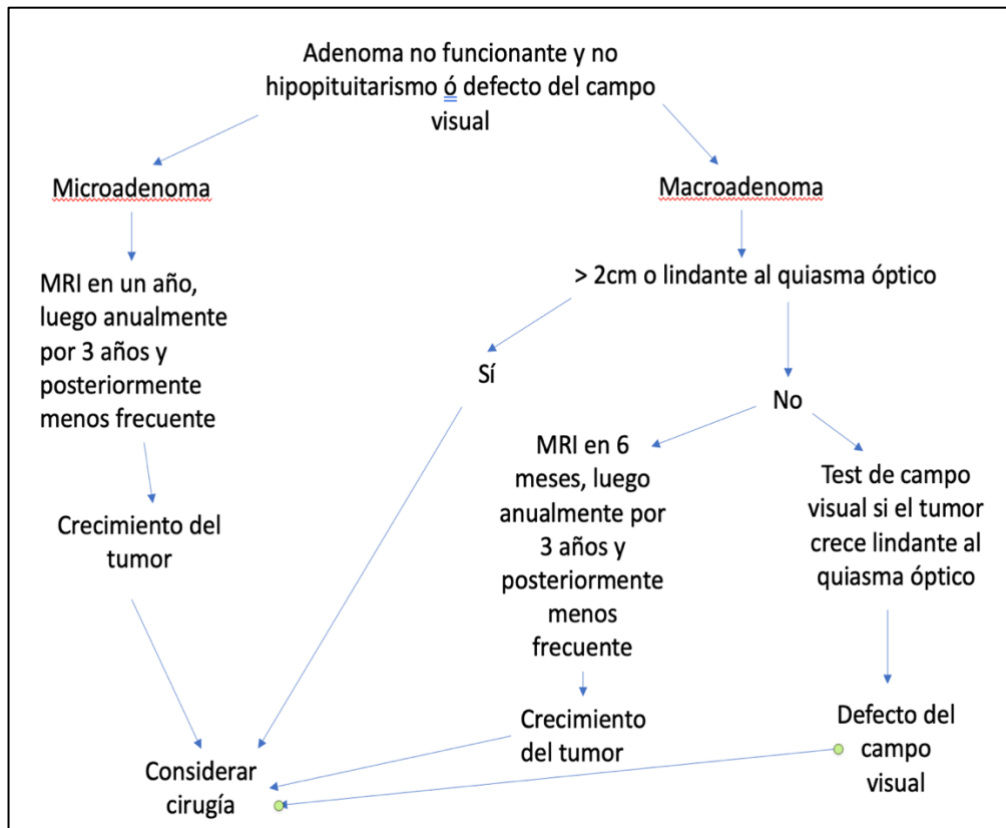 Adenoma no funcionante y no
hipopituitarismo ó defecto del campo
visual
Microadenoma
Macroadenoma
MRI en un año,
luego anualmente
por 3 años y
posteriormente
menos frecuente
> 2cm o lindante al quiasma óptico
Sí
No
MRI en 6
meses, luego
anualmente por
3 años y
posteriormente
menos
frecuente
Test de campo
visual si el tumor
crece lindante al
quiasma óptico
Crecimiento del
tumor
Crecimiento
del tumor
Defecto del
campo
visual
Considerar
cirugía